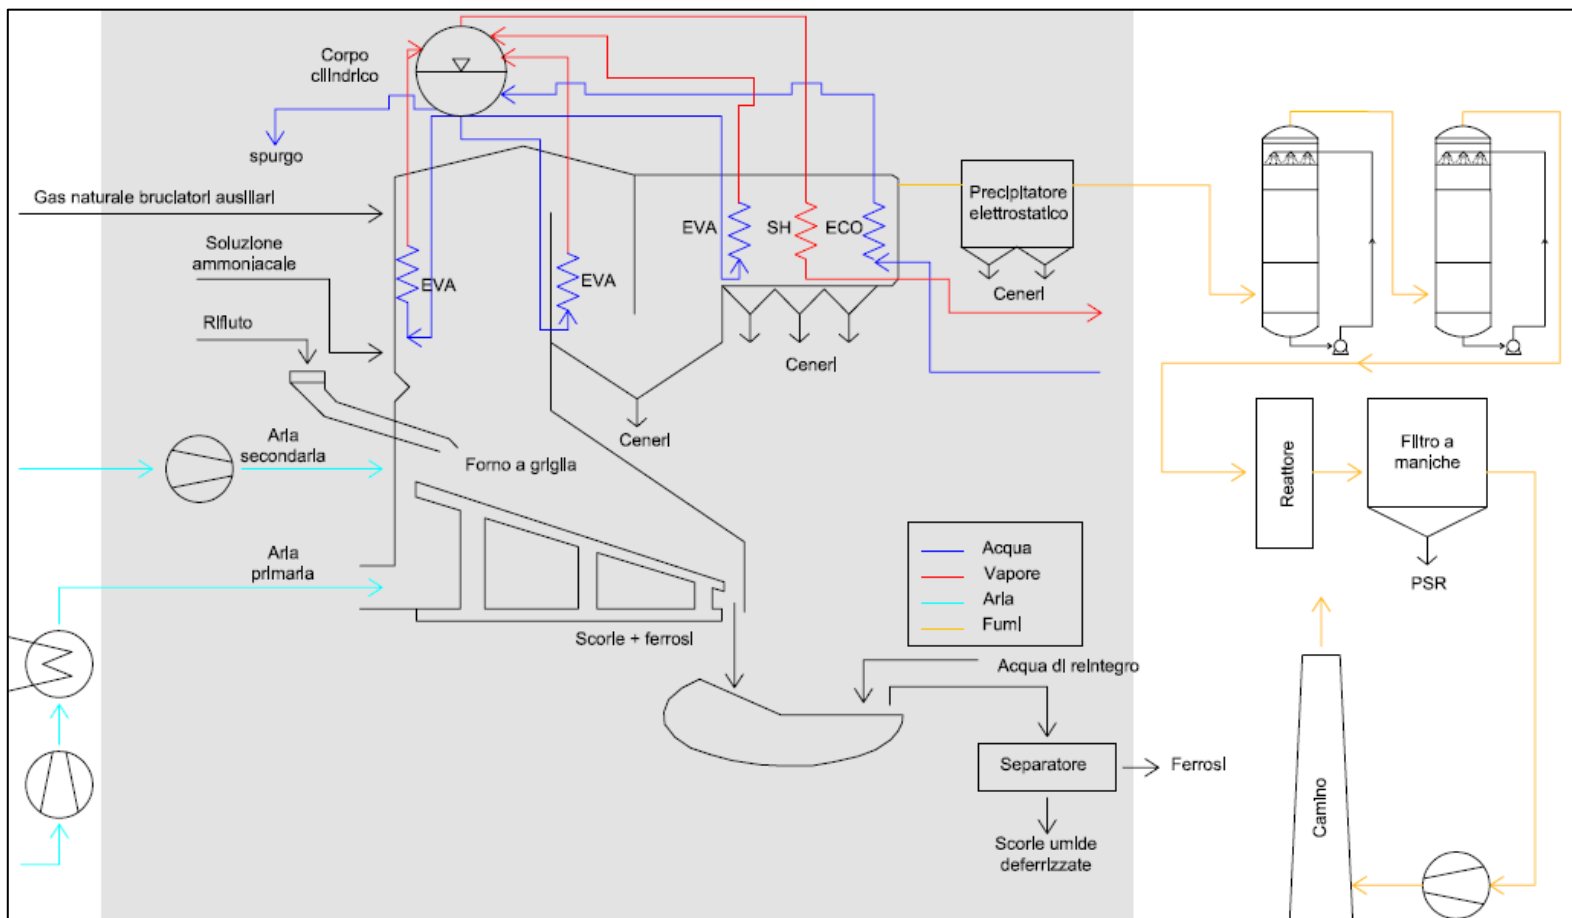 Corpo
cilindrico
spurgo
Gas naturale bruciatori ausiliari
Soluzione
ammoniacale
Rifiuto
EVA
EVA
EVA
SH
ECO
Precipitatore
elettrostatico
Ceneri
Ceneri
Ceneri
Aria
secondaria
Forno a griglia
Aria
primaria
Scorie + ferrosi
Acqua
Vapore
Aria
Fumi
Acqua di reintegro
Separatore
Ferrosi
Scorie umide
deferrizzate
Reattore
Filtro a
maniche
PSR
Camino